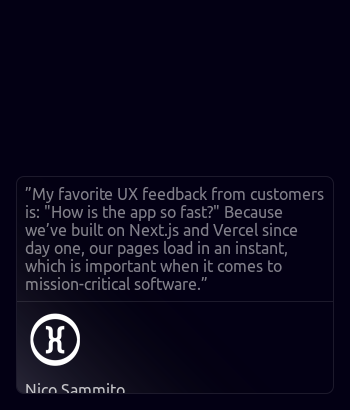 ”My favorite UX feedback from customers
is: "How is the app so fast?" Because
we’ve built on Next.js and Vercel since
day one, our pages load in an instant,
which is important when it comes to
mission-critical software.”
Nico Sammito